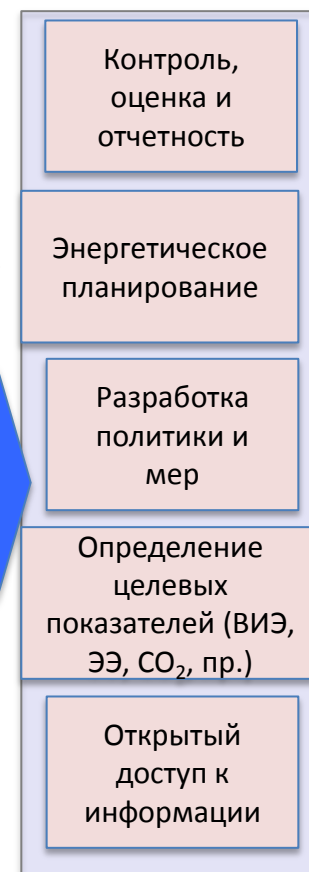 Контроль,
оценка и
отчетность
Энергетическое
планирование
Разработка
политики и
мер
Определение
целевых
показателей (ВИЭ,
ЭЭ, CO₂, пр.)
Открытый
доступ к
информации